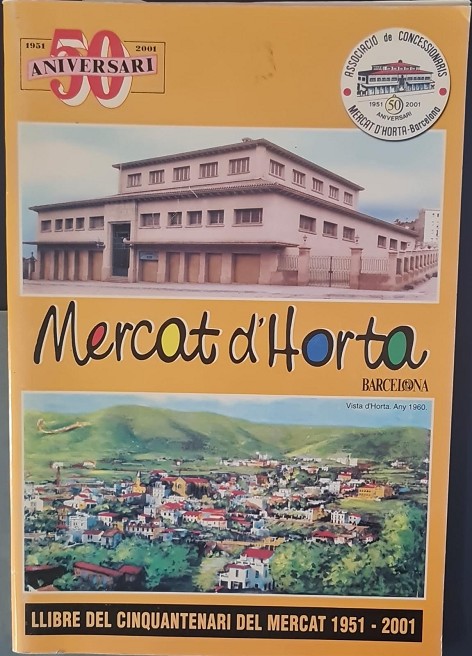 1951 50 2001
ANIVERSARI
ASSOCIACIO de CONCESSIONARIS
1951 50 2001
ANIVERSARI
MERCAT D'HORTA-Barcelona
Mercat d'Horta
BARCELONA
Vista d'Horta. Any 1960.
LLIBRE DEL CINQUANTENARI DEL MERCAT 1951 - 2001